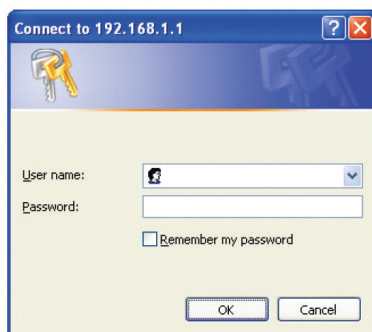 Connect to 192.168.1.1
User name:
Password:
Remember my password
OK
Cancel